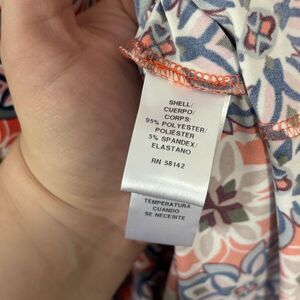 SHELL/
CUERPO/
CORPS:
95% POLYESTER/
POLIÉSTER
5% SPANDEX/
ELASTANO
RN 58142
TEMPERATURA
CUANDO
SE NECESITE